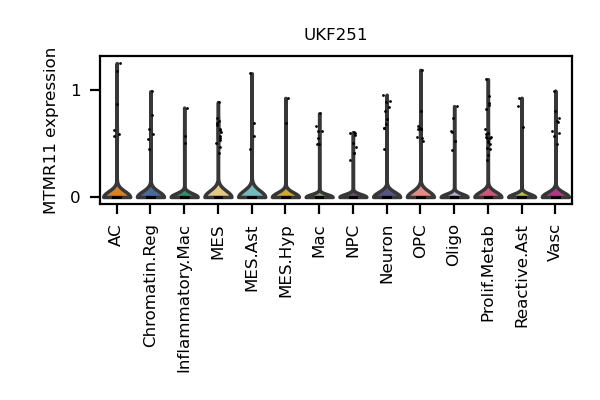 UKF251
MTMR11 expression
1
0
AC
Chromatin.Reg
Inflammatory.Mac
MES
MES.Ast
MES.Hyp
Mac
NPC
Neuron
OPC
Oligo
Prolif.Metab
Reactive.Ast
Vasc